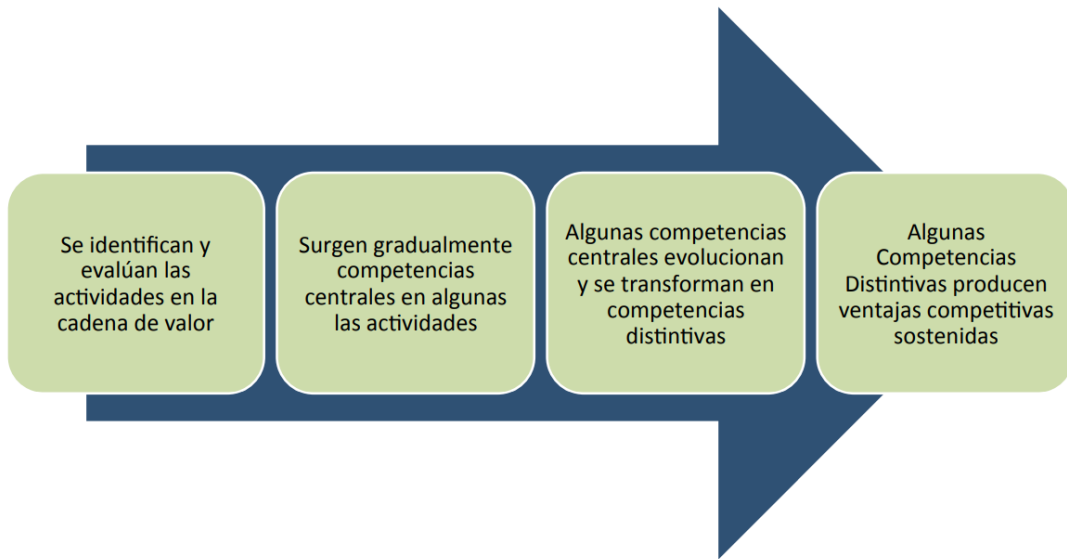 Se identifican y
evalúan las
actividades en la
cadena de valor
Surgen gradualmente
competencias
centrales en algunas
las actividades
Algunas competencias
centrales evolucionan
y se transforman en
competencias
distintivas
Algunas
Competencias
Distintivas producen
ventajas competitivas
sostenidas